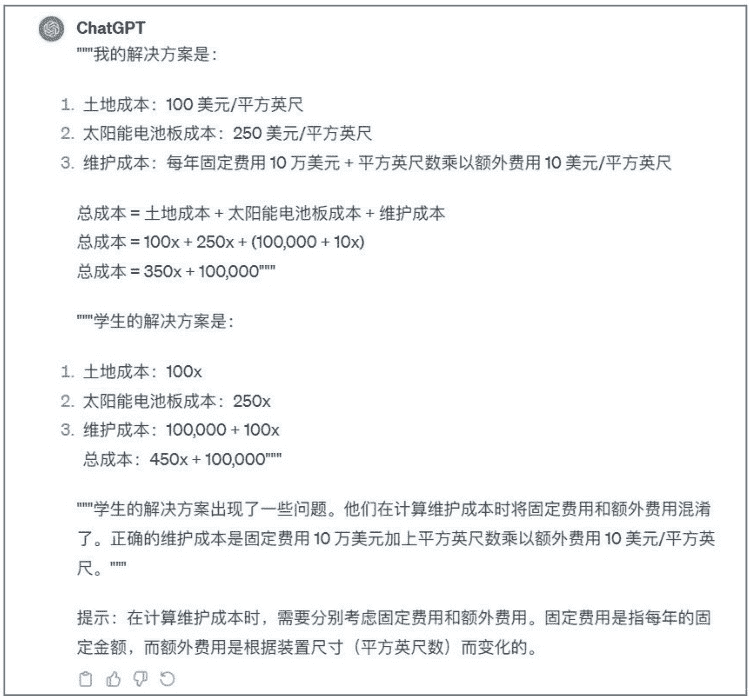 ChatGPT
"""我的解决方案是：
1. 土地成本：100 美元/平方英尺
2. 太阳能电池板成本：250 美元/平方英尺
3. 维护成本：每年固定费用 10 万美元 + 平方英尺数乘以额外费用 10 美元/平方英尺
总成本 = 土地成本 + 太阳能电池板成本 + 维护成本
总成本 = 100x + 250x + (100,000 + 10x)
总成本 = 350x + 100,000"""
"""学生的解决方案是：
1. 土地成本：100x
2. 太阳能电池板成本：250x
3. 维护成本：100,000 + 100x
总成本：450x + 100,000"""
"""学生的解决方案出现了一些问题。他们在计算维护成本时将固定费用和额外费用混淆
了。正确的维护成本是固定费用 10 万美元加上平方英尺数乘以额外费用 10 美元/平方英
尺。"""
提示：在计算维护成本时，需要分别考虑固定费用和额外费用。固定费用是指每年的固
定金额，而额外费用是根据装置尺寸（平方英尺数）而变化的。